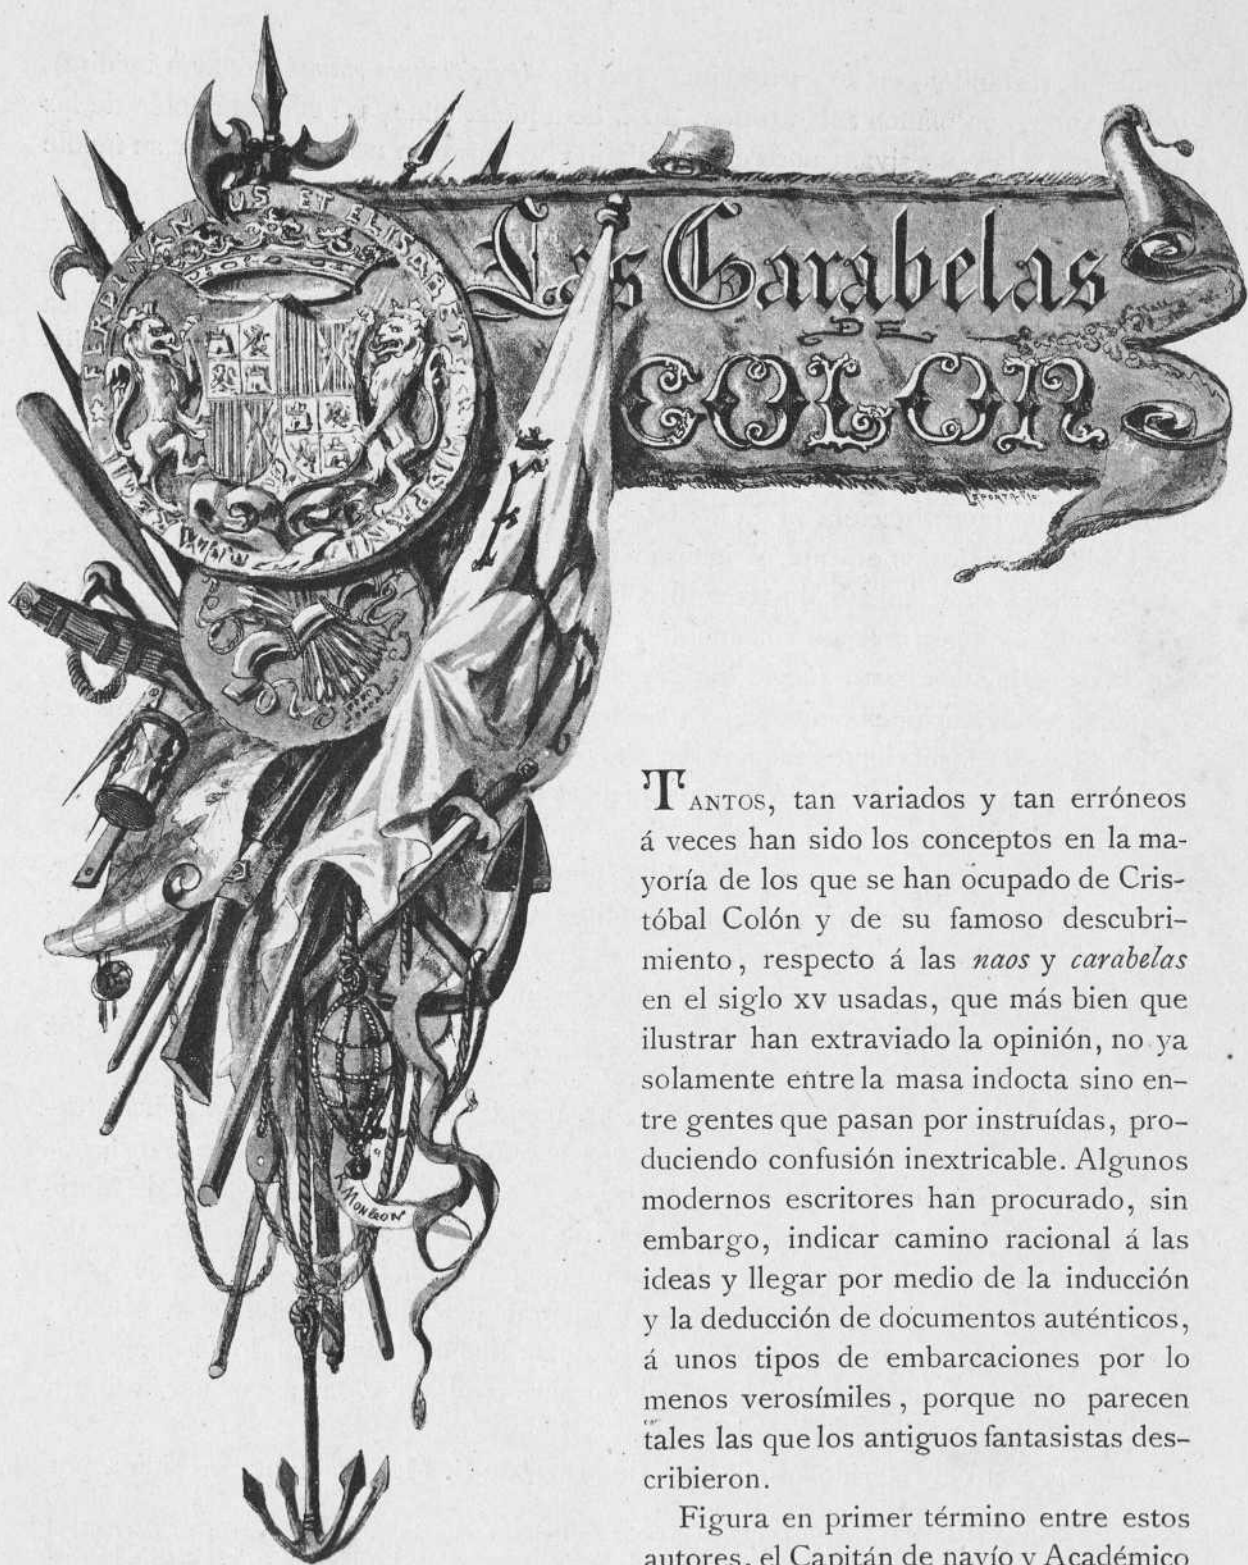 Las Carabelas
DE
COLON
FERDINANDUS ET ELISABET
R. MONLEON
TANTOS, tan variados y tan erróneos
á veces han sido los conceptos en la ma-
yoría de los que se han ocupado de Cris-
tóbal Colón y de su famoso descubri-
miento, respecto á las naos y carabelas
en el siglo XV usadas, que más bien que
ilustrar han extraviado la opinión, no ya
solamente entre la masa indocta sino en-
tre gentes que pasan por instruídas, pro-
duciendo confusión inextricable. Algunos
modernos escritores han procurado, sin
embargo, indicar camino racional á las
ideas y llegar por medio de la inducción
y la deducción de documentos auténticos,
á unos tipos de embarcaciones por lo
menos verosímiles, porque no parecen
tales las que los antiguos fantasistas des-
cribieron.
Figura en primer término entre estos
autores, el Capitán de navío y Académico